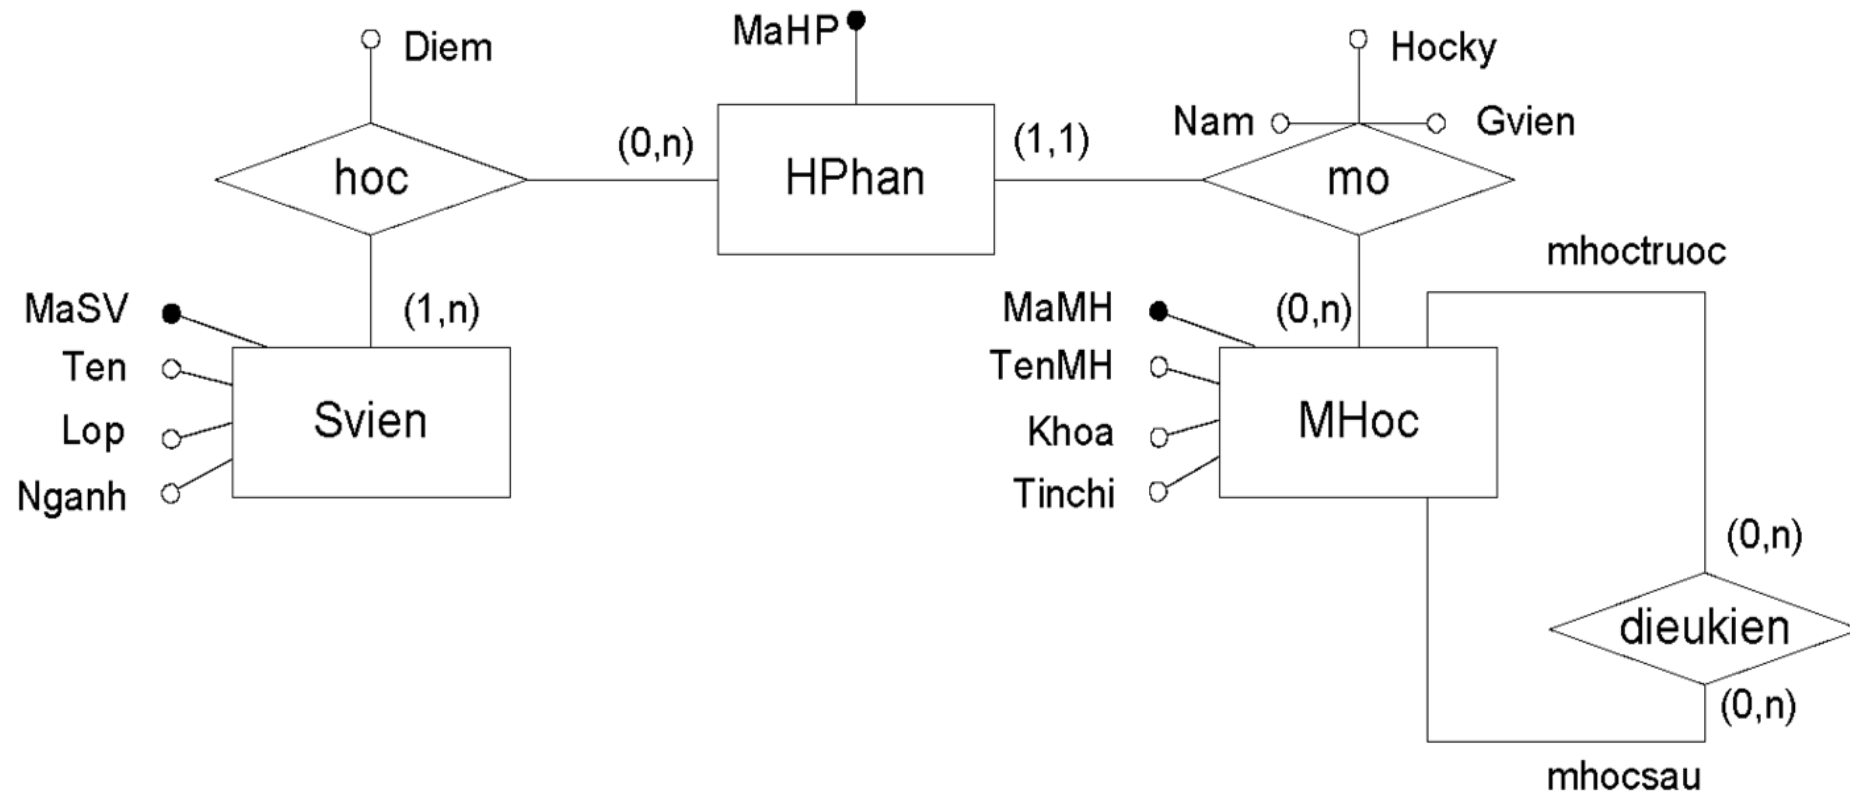 Diem
MaHP
Hocky
Nam
Gvien
hoc
(0,n)
HPhan
(1,1)
mo
mhoctruoc
MaSV
(1,n)
MaMH
(0,n)
Ten
TenMH
Lop
Svien
Khoa
MHoc
Nganh
Tinchi
(0,n)
dieukien
(0,n)
mhocsau